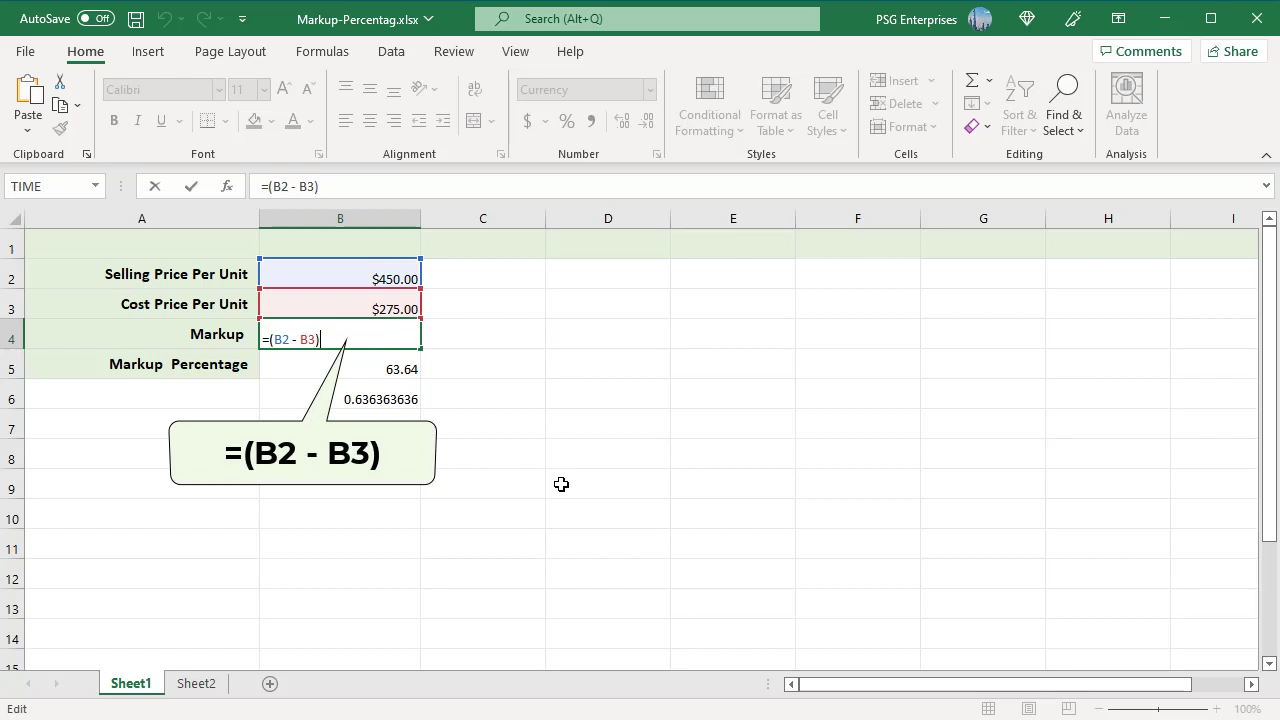 AutoSave Off Markup-Percentag.xlsx Search (Alt+Q) PSG Enterprises
File Home Insert Page Layout Formulas Data Review View Help Comments Share
Paste Calibri 11 A A ab Currency Conditional Formatting Format as Table Cell Styles Insert Delete Format Sort & Filter Find & Select Analyze Data
B I U A $ % 9
Clipboard Font Alignment Number Styles Cells Editing Analysis
TIME fx =(B2 - B3)
A B C D E F G H I
1
2 Selling Price Per Unit $450.00
3 Cost Price Per Unit $275.00
4 Markup =(B2 - B3)
5 Markup Percentage 63.64
6 0.636363636
7
8 =(B2 - B3)
9
10
11
12
13
14
15
Sheet1 Sheet2
Edit 100%